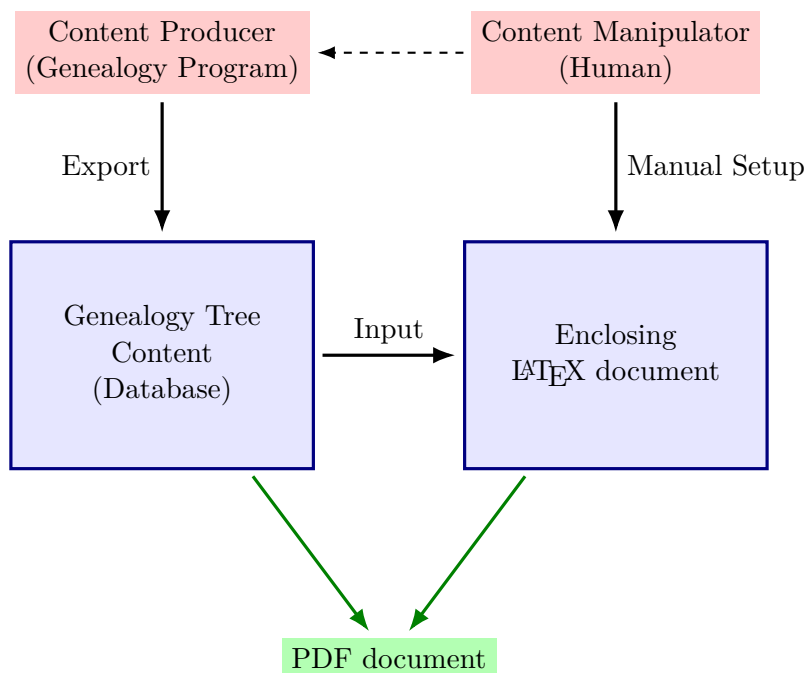 Content Producer
(Genealogy Program)
Content Manipulator
(Human)
Export
Manual Setup
Genealogy Tree
Content
(Database)
Input
Enclosing
LATEX document
PDF document